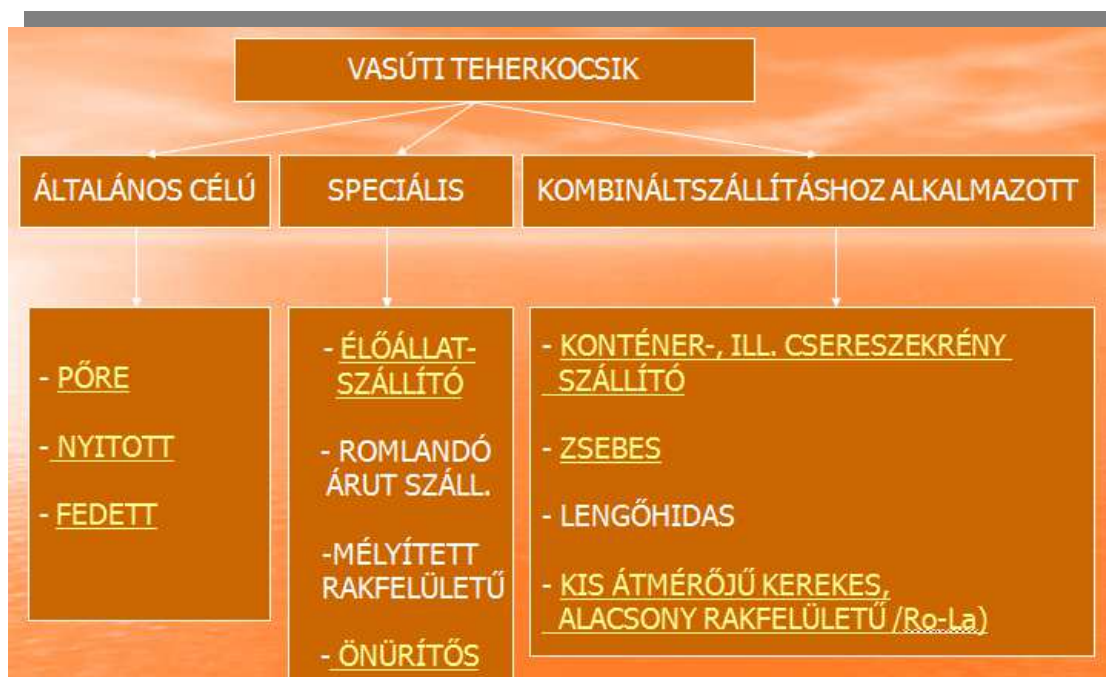 VASÚTI TEHERKOCSIK
ÁLTALÁNOS CÉLÚ
SPECIÁLIS
KOMBINÁLTSZÁLLÍTÁSHOZ ALKALMAZOTT
- PŐRE
- NYITOTT
- FEDETT
- ÉLŐÁLLAT-
SZÁLLÍTÓ
- ROMLANDÓ
ÁRUT SZÁLL.
-MÉLYÍTETT
RAKFELÜLETŰ
- ÖNÜRÍTŐS
- KONTÉNER-, ILL. CSERESZEKRÉNY
SZÁLLÍTÓ
- ZSEBES
- LENGŐHIDAS
- KIS ÁTMÉRŐJŰ KEREKES,
ALACSONY RAKFELÜLETŰ /Ro-La)